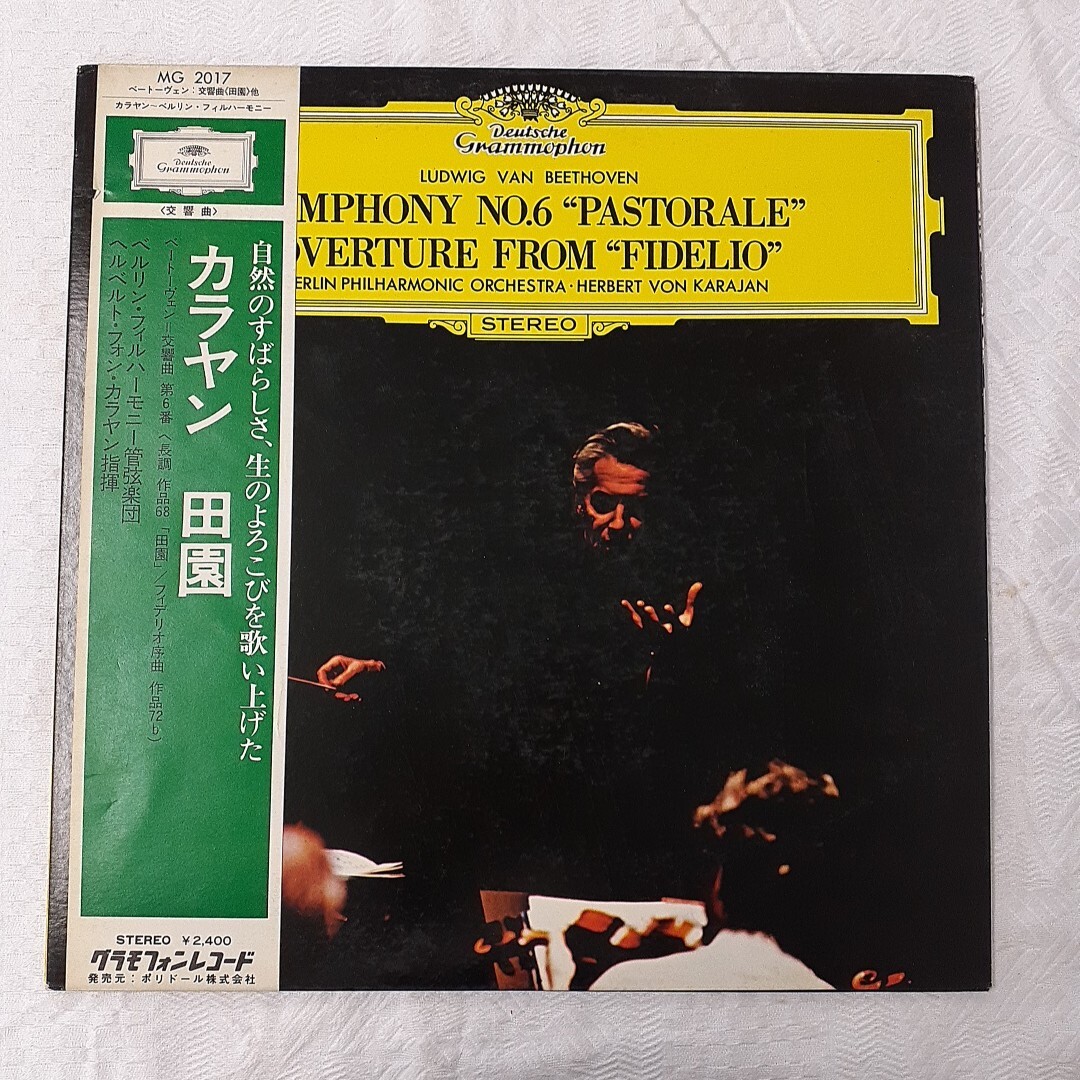 MG 2017
ベートーヴェン：交響曲〈田園〉他
カラヤン－ベルリン・フィルハーモニー
Deutsche
Grammophon
〈交響曲〉
自然のすばらしさ、生のよろこびを歌い上げた
カラヤン 田園
ベートーヴェン＝交響曲 第6番 ヘ長調 作品68「田園」／フィデリオ序曲 作品72b）
ベルリン・フィルハーモニー管弦楽団
ヘルベルト・フォン・カラヤン指揮
STEREO ￥2,400
グラモフォンレコード
発売元：ポリドール株式会社
Deutsche
Grammophon
LUDWIG VAN BEETHOVEN
MPHONY NO.6 “PASTORALE”
OVERTURE FROM “FIDELIO”
ERLIN PHILHARMONIC ORCHESTRA · HERBERT VON KARAJAN
STEREO